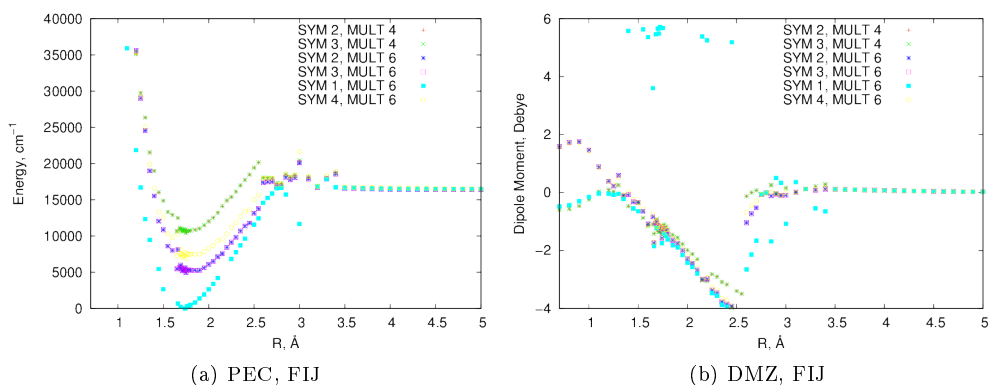 40000
35000
30000
25000
20000
15000
10000
5000
0
Energy, cm⁻¹
SYM 2, MULT 4
SYM 3, MULT 4
SYM 2, MULT 6
SYM 3, MULT 6
SYM 1, MULT 6
SYM 4, MULT 6
1 1.5 2 2.5 3 3.5 4 4.5 5
R, Å
(a) PEC, FIJ
6
4
2
0
−2
−4
Dipole Moment, Debye
SYM 2, MULT 4
SYM 3, MULT 4
SYM 2, MULT 6
SYM 3, MULT 6
SYM 1, MULT 6
SYM 4, MULT 6
1 1.5 2 2.5 3 3.5 4 4.5 5
R, Å
(b) DMZ, FIJ